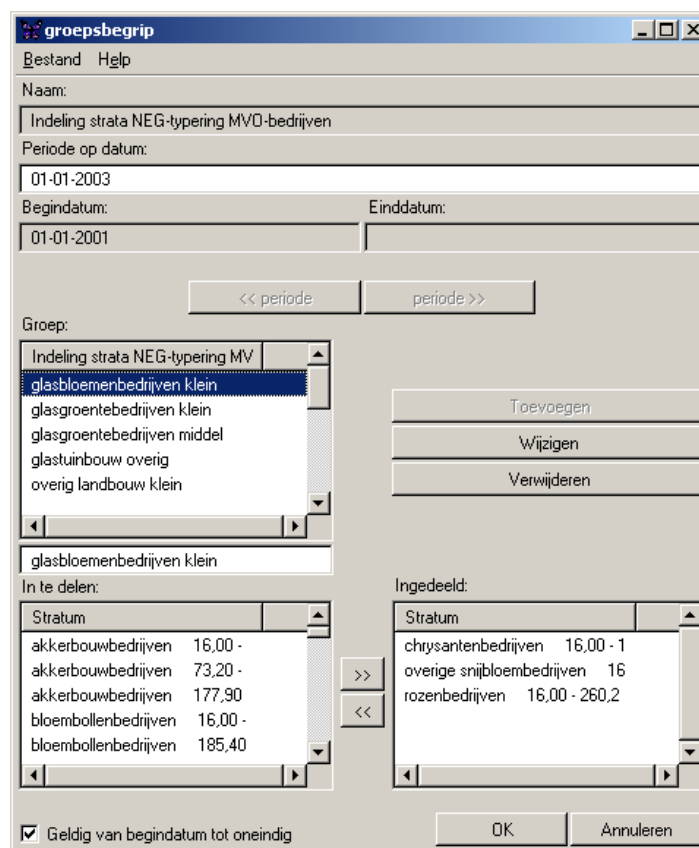 groepsbegrip
Bestand Help
Naam:
Indeling strata NEG-typering MVO-bedrijven
Periode op datum:
01-01-2003
Begindatum: Einddatum:
01-01-2001
<< periode periode >>
Groep:
Indeling strata NEG-typering MV
glasbloemenbedrijven klein
glasgroentebedrijven klein
glasgroentebedrijven middel
glastuinbouw overig
overig landbouw klein
Toevoegen
Wijzigen
Verwijderen
glasbloemenbedrijven klein
In te delen:
Stratum
akkerbouwbedrijven 16,00 -
akkerbouwbedrijven 73,20 -
akkerbouwbedrijven 177,90
bloembollenbedrijven 16,00 -
bloembollenbedrijven 185,40
>>
<<
Ingedeeld:
Stratum
chrysantenbedrijven 16,00 - 1
overige snijbloembedrijven 16
rozenbedrijven 16,00 - 260,2
Geldig van begindatum tot oneindig
OK Annuleren